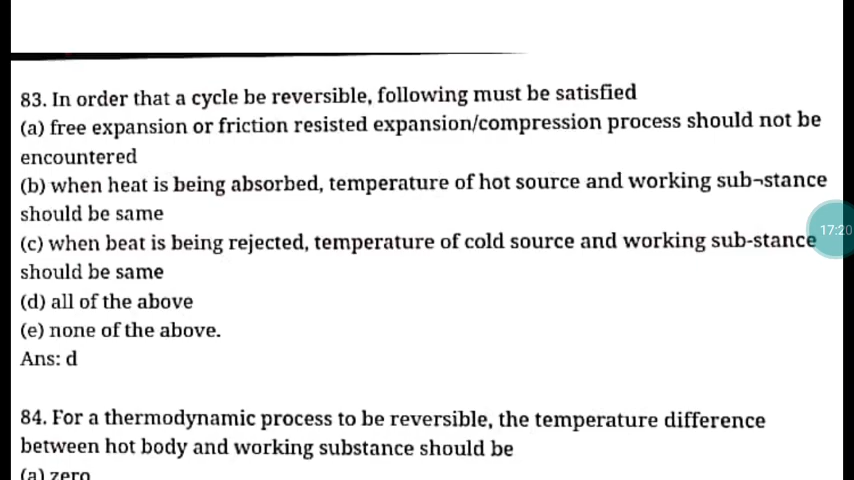 83. In order that a cycle be reversible, following must be satisfied
(a) free expansion or friction resisted expansion/compression process should not be
encountered
(b) when heat is being absorbed, temperature of hot source and working sub¬stance
should be same
(c) when beat is being rejected, temperature of cold source and working sub-stance
should be same
(d) all of the above
(e) none of the above.
Ans: d
84. For a thermodynamic process to be reversible, the temperature difference
between hot body and working substance should be
(a) zero
17:20